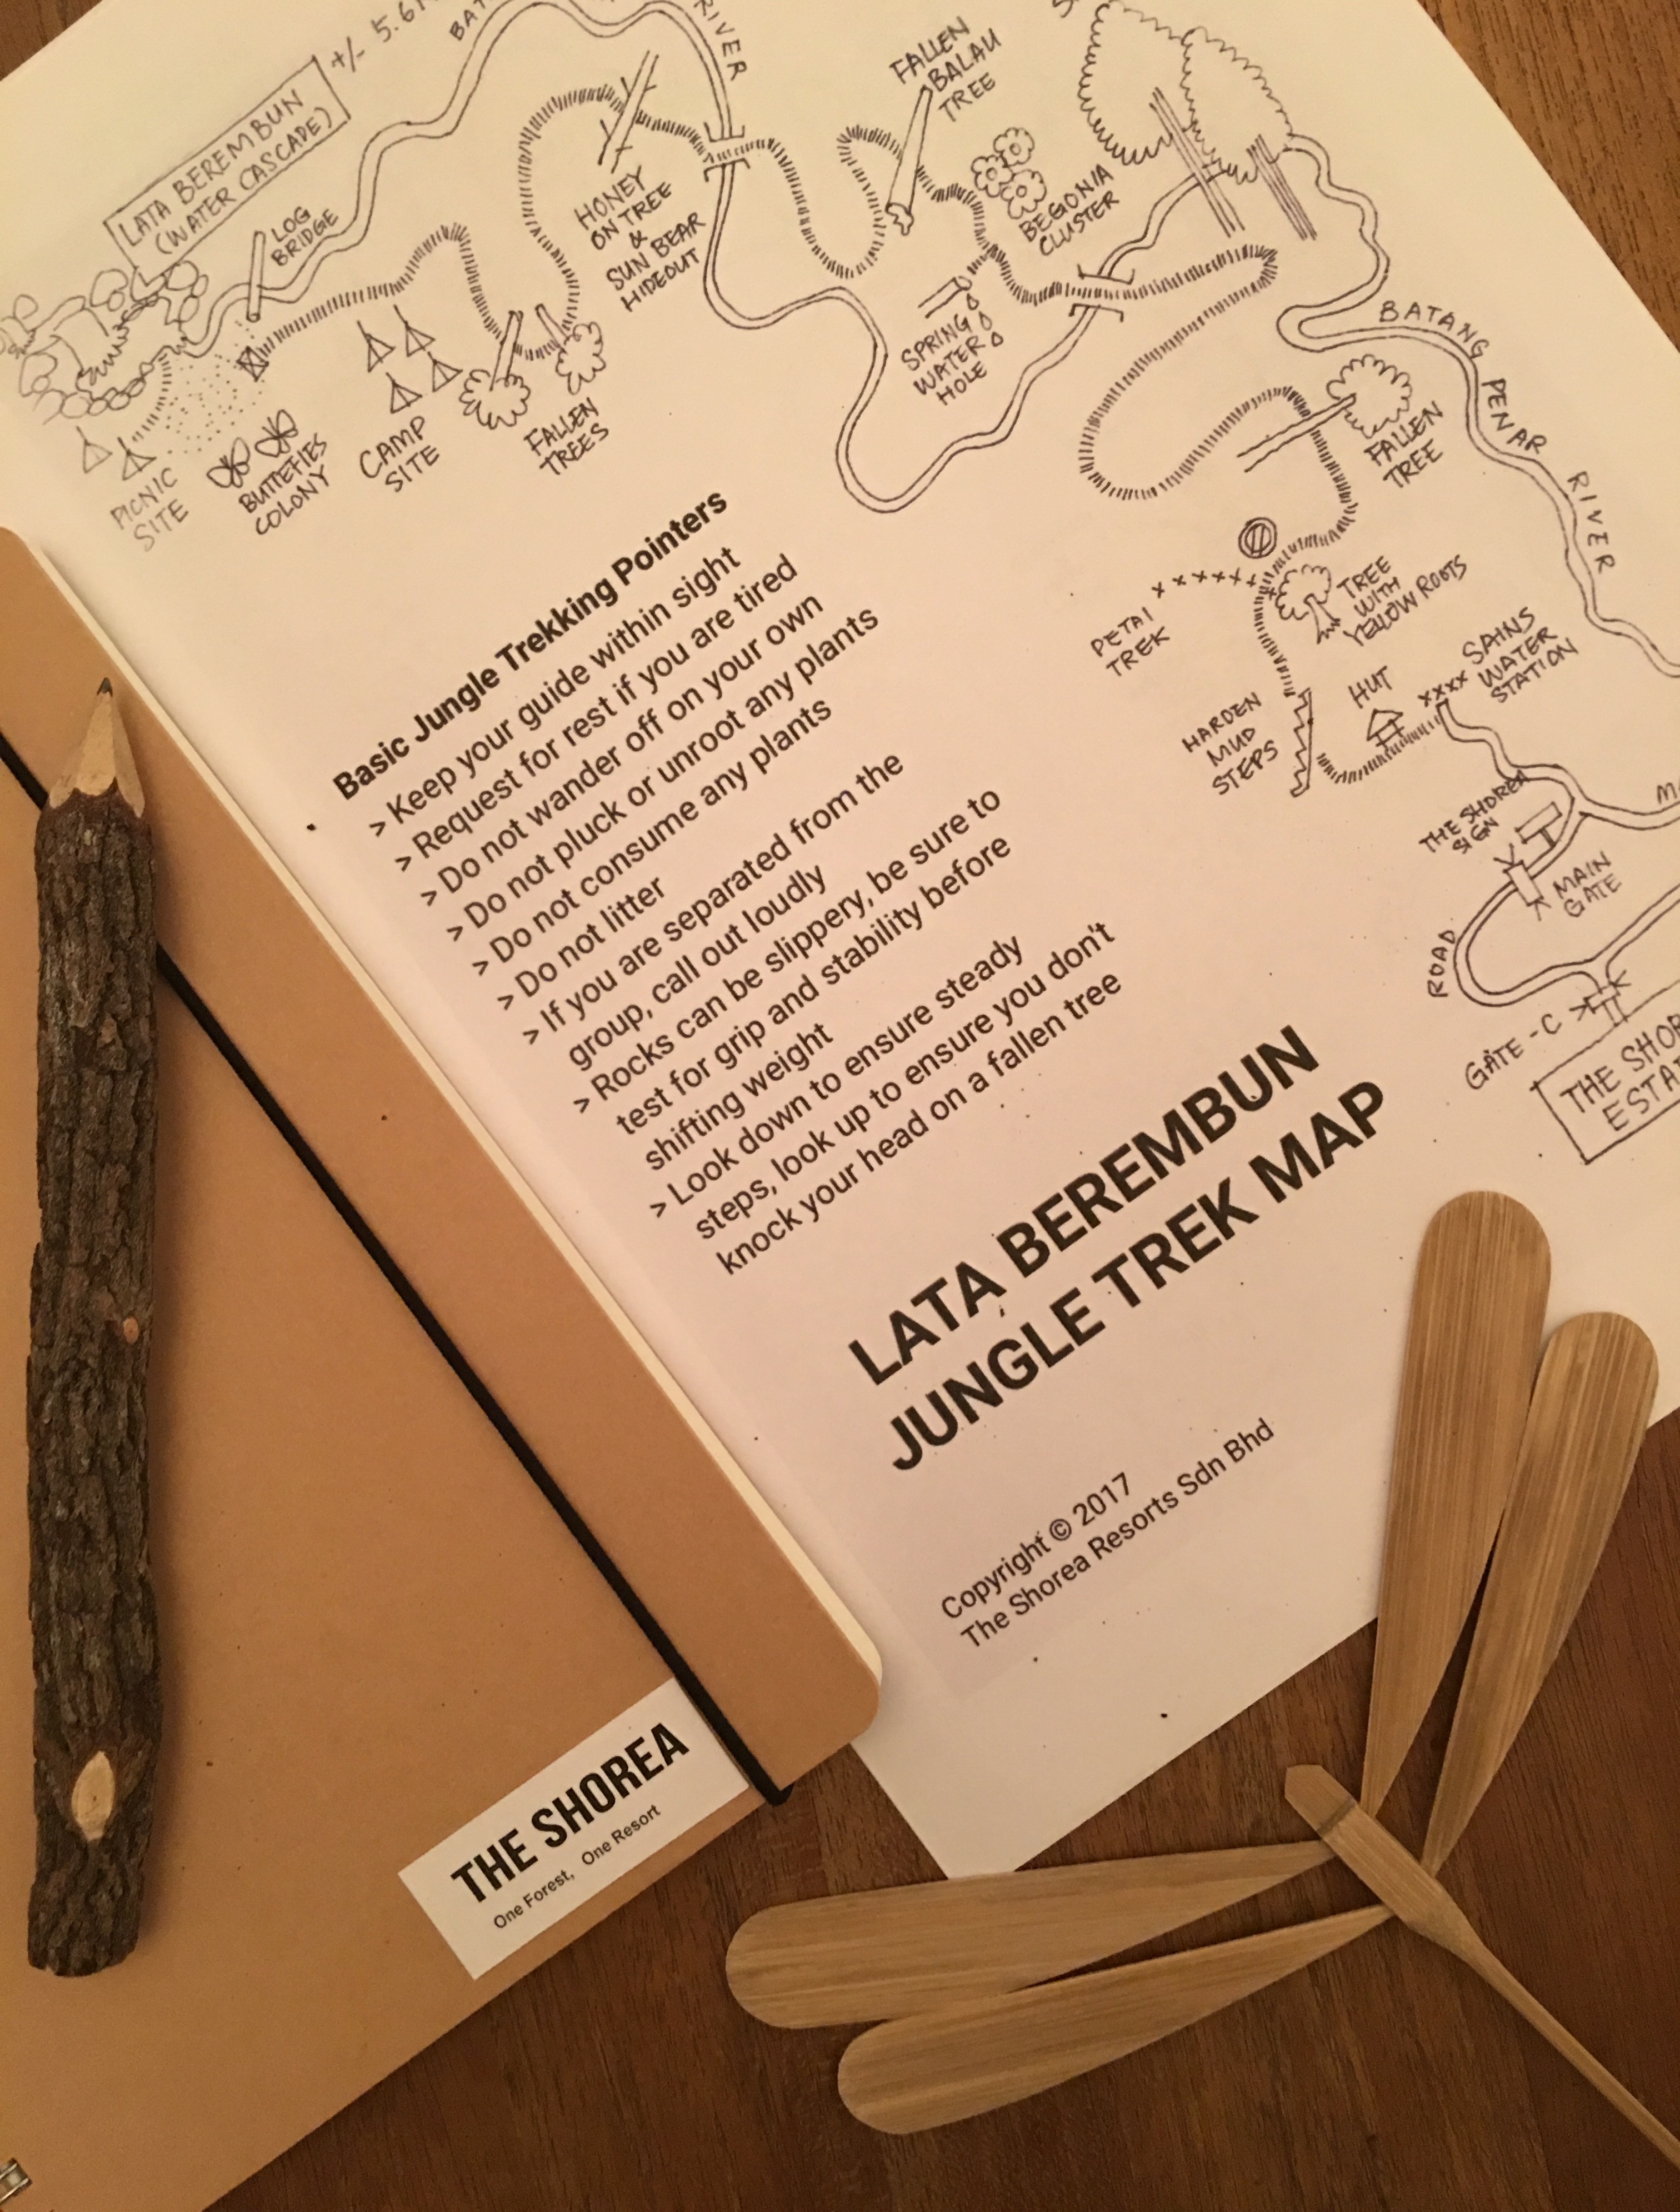 LATA BEREMBUN
(WATER CASCADE)
+/- 5.6
RIVER
LOG
BRIDGE
HONEY
ON TREE
&
SUN BEAR
HIDEOUT
FALLEN
BALAU
TREE
BEGONIA
CLUSTER
SPRING
WATER
HOLE
BATANG PENAR RIVER
PICNIC
SITE
BUTTEFIES
COLONY
CAMP
SITE
FALLEN
TREES
FALLEN
TREE
PETAI
TREK
TREE
WITH
YELLOW ROOTS
HARDEN
MUD
STEPS
HUT
SAINS
WATER
STATION
THE SHOREA
SIGN
MAIN
GATE
ROAD
GATE - C
THE
Basic Jungle Trekking Pointers
> Keep your guide within sight
> Request for rest if you are tired
> Do not wander off on your own
> Do not pluck or unroot any plants
> Do not consume any plants
> Do not litter
> If you are separated from the
group, call out loudly
> Rocks can be slippery, be sure to
test for grip and stability before
shifting weight
> Look down to ensure steady
steps, look up to ensure you don't
knock your head on a fallen tree
LATA BEREMBUN
JUNGLE TREK MAP
Copyright © 2017
The Shorea Resorts Sdn Bhd
THE SHOREA
One Forest, One Resort